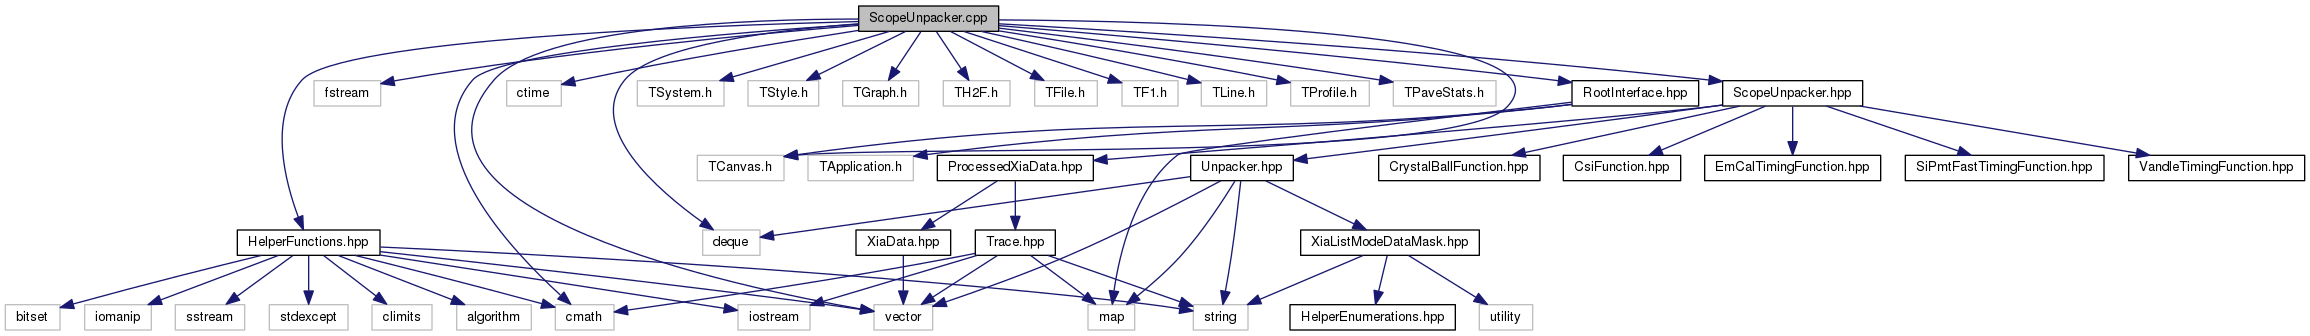 ScopeUnpacker.cpp
fstream
ctime
TSystem.h
TStyle.h
TGraph.h
TH2F.h
TFile.h
TF1.h
TLine.h
TProfile.h
TPaveStats.h
RootInterface.hpp
ScopeUnpacker.hpp
TCanvas.h
TApplication.h
ProcessedXiaData.hpp
Unpacker.hpp
CrystalBallFunction.hpp
CsiFunction.hpp
EmCalTimingFunction.hpp
SiPmtFastTimingFunction.hpp
VandleTimingFunction.hpp
HelperFunctions.hpp
deque
XiaData.hpp
Trace.hpp
XiaListModeDataMask.hpp
bitset
iomanip
sstream
stdexcept
climits
algorithm
cmath
iostream
vector
map
string
HelperEnumerations.hpp
utility